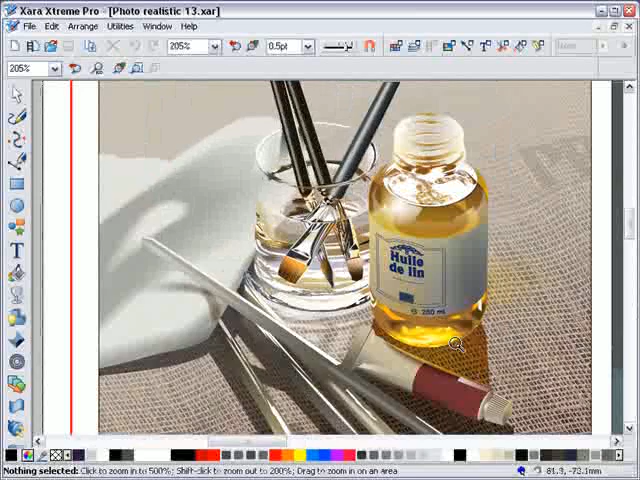 Xara Xtreme Pro - [Photo realistic 13.xar]
File Edit Arrange Utilities Window Help
205% 0.5pt None
205%
Huile
de lin
250 ml
Nothing selected: Click to zoom in to 500%; Shift-click to zoom out to 200%; Drag to zoom in on an area
81.3, -73.1mm